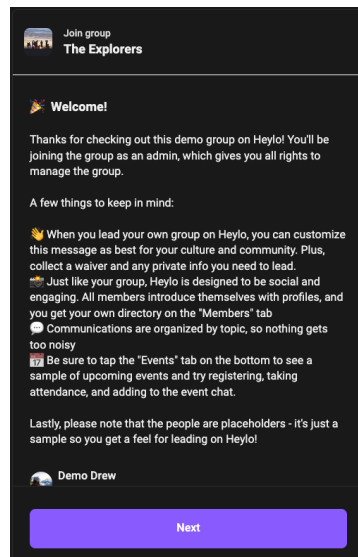 Join group
The Explorers
🎉 Welcome!
Thanks for checking out this demo group on Heylo! You'll be
joining the group as an admin, which gives you all rights to
manage the group.
A few things to keep in mind:
👋 When you lead your own group on Heylo, you can customize
this message as best for your culture and community. Plus,
collect a waiver and any private info you need to lead.
📸 Just like your group, Heylo is designed to be social and
engaging. All members introduce themselves with profiles, and
you get your own directory on the "Members" tab
💬 Communications are organized by topic, so nothing gets
too noisy
📅 Be sure to tap the "Events" tab on the bottom to see a
sample of upcoming events and try registering, taking
attendance, and adding to the event chat.
Lastly, please note that the people are placeholders - it's just a
sample so you get a feel for leading on Heylo!
Demo Drew
Next